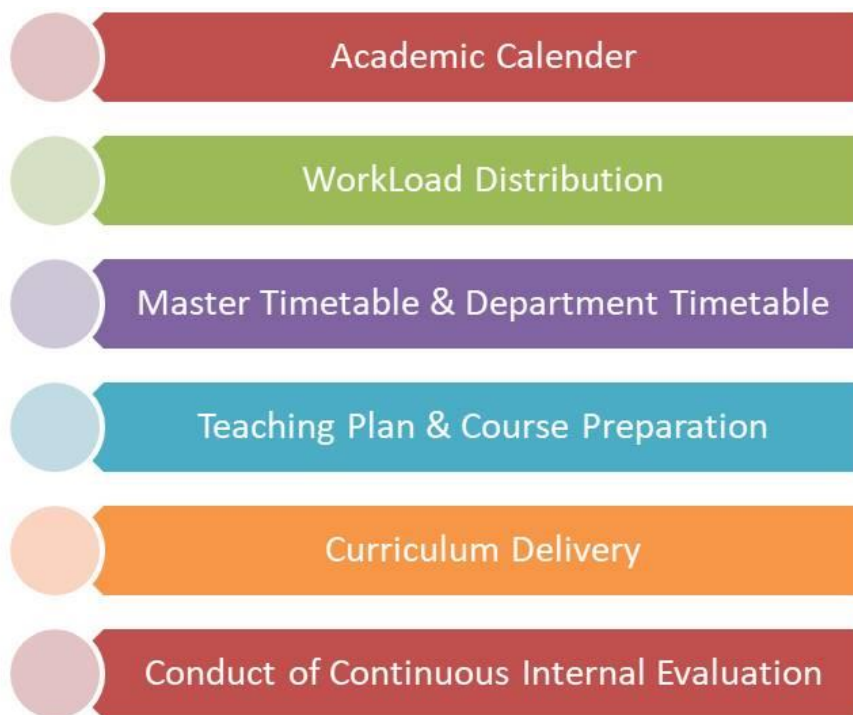 Academic Calender
WorkLoad Distribution
Master Timetable & Department Timetable
Teaching Plan & Course Preparation
Curriculum Delivery
Conduct of Continuous Internal Evaluation